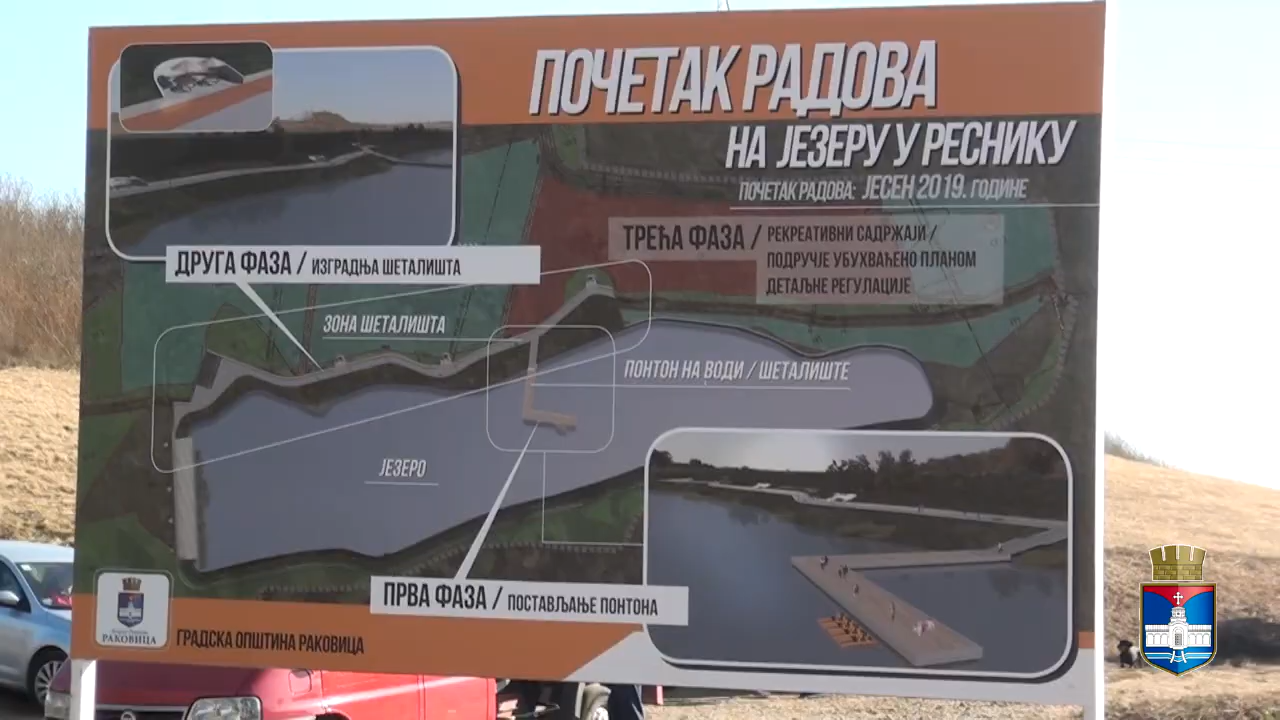 ПОЧЕТАК РАДОВА
НА ЈЕЗЕРУ У РЕСНИКУ
ПОЧЕТАК РАДОВА: ЈЕСЕН 2019. ГОДИНЕ
ТРЕЋА ФАЗА / РЕКРЕАТИВНИ САДРЖАЈИ /
ПОДРУЧЈЕ УБУХВАЋЕНО ПЛАНОМ
ДЕТАЉНЕ РЕГУЛАЦИЈЕ
ДРУГА ФАЗА / ИЗГРАДЊА ШЕТАЛИШТА
ЗОНА ШЕТАЛИШТА
ПОНТОН НА ВОДИ / ШЕТАЛИШТЕ
ЈЕЗЕРО
ПРВА ФАЗА / ПОСТАВЉАЊЕ ПОНТОНА
РАКОВИЦА
ГРАДСКА ОПШТИНА РАКОВИЦА